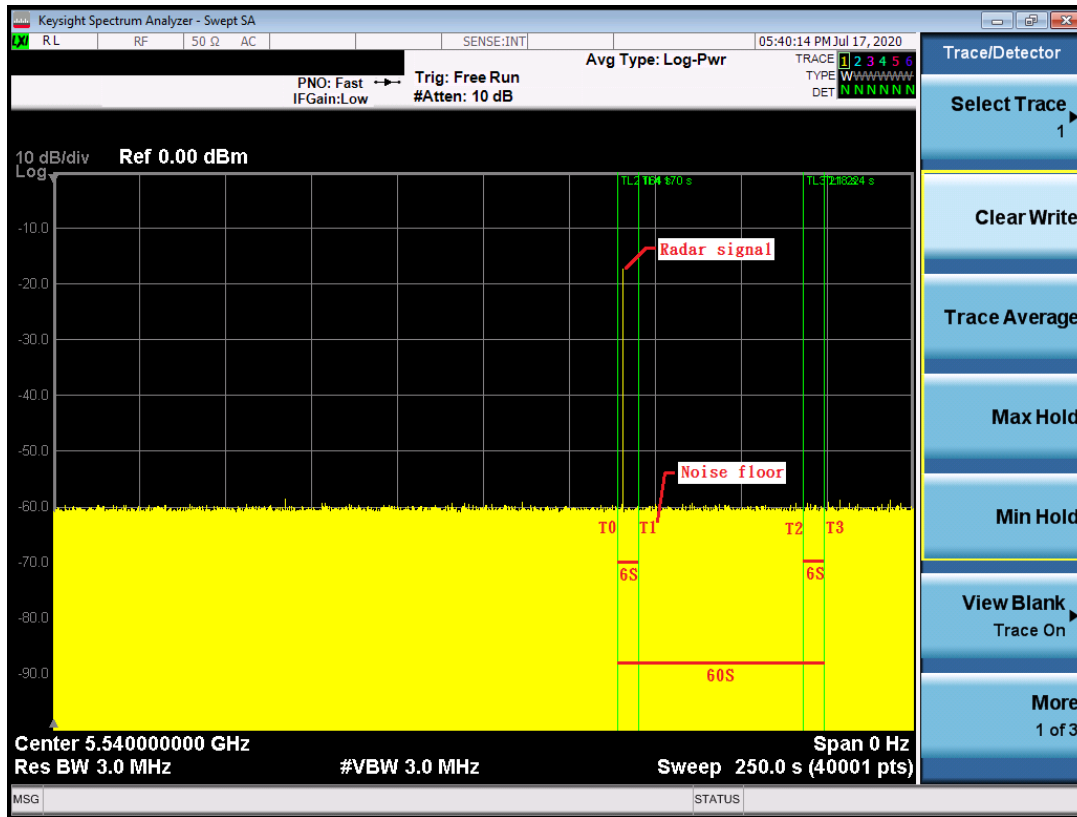 Keysight Spectrum Analyzer - Swept SA
LXI RL RF 50 Ω AC SENSE:INT 05:40:14 PM Jul 17, 2020
Avg Type: Log-Pwr
TRACE 1 2 3 4 5 6
TYPE WWWWWW
DET N N N N N N
PNO: Fast
IFGain:Low
Trig: Free Run
#Atten: 10 dB
10 dB/div Ref 0.00 dBm
Log
-10.0
-20.0
-30.0
-40.0
-50.0
-60.0
-70.0
-80.0
-90.0
Radar signal
Noise floor
T0 T1 T2 T3
6S 6S
60S
Center 5.540000000 GHz Span 0 Hz
Res BW 3.0 MHz #VBW 3.0 MHz Sweep 250.0 s (40001 pts)
MSG STATUS
Trace/Detector
Select Trace
1
Clear Write
Trace Average
Max Hold
Min Hold
View Blank
Trace On
More
1 of 3